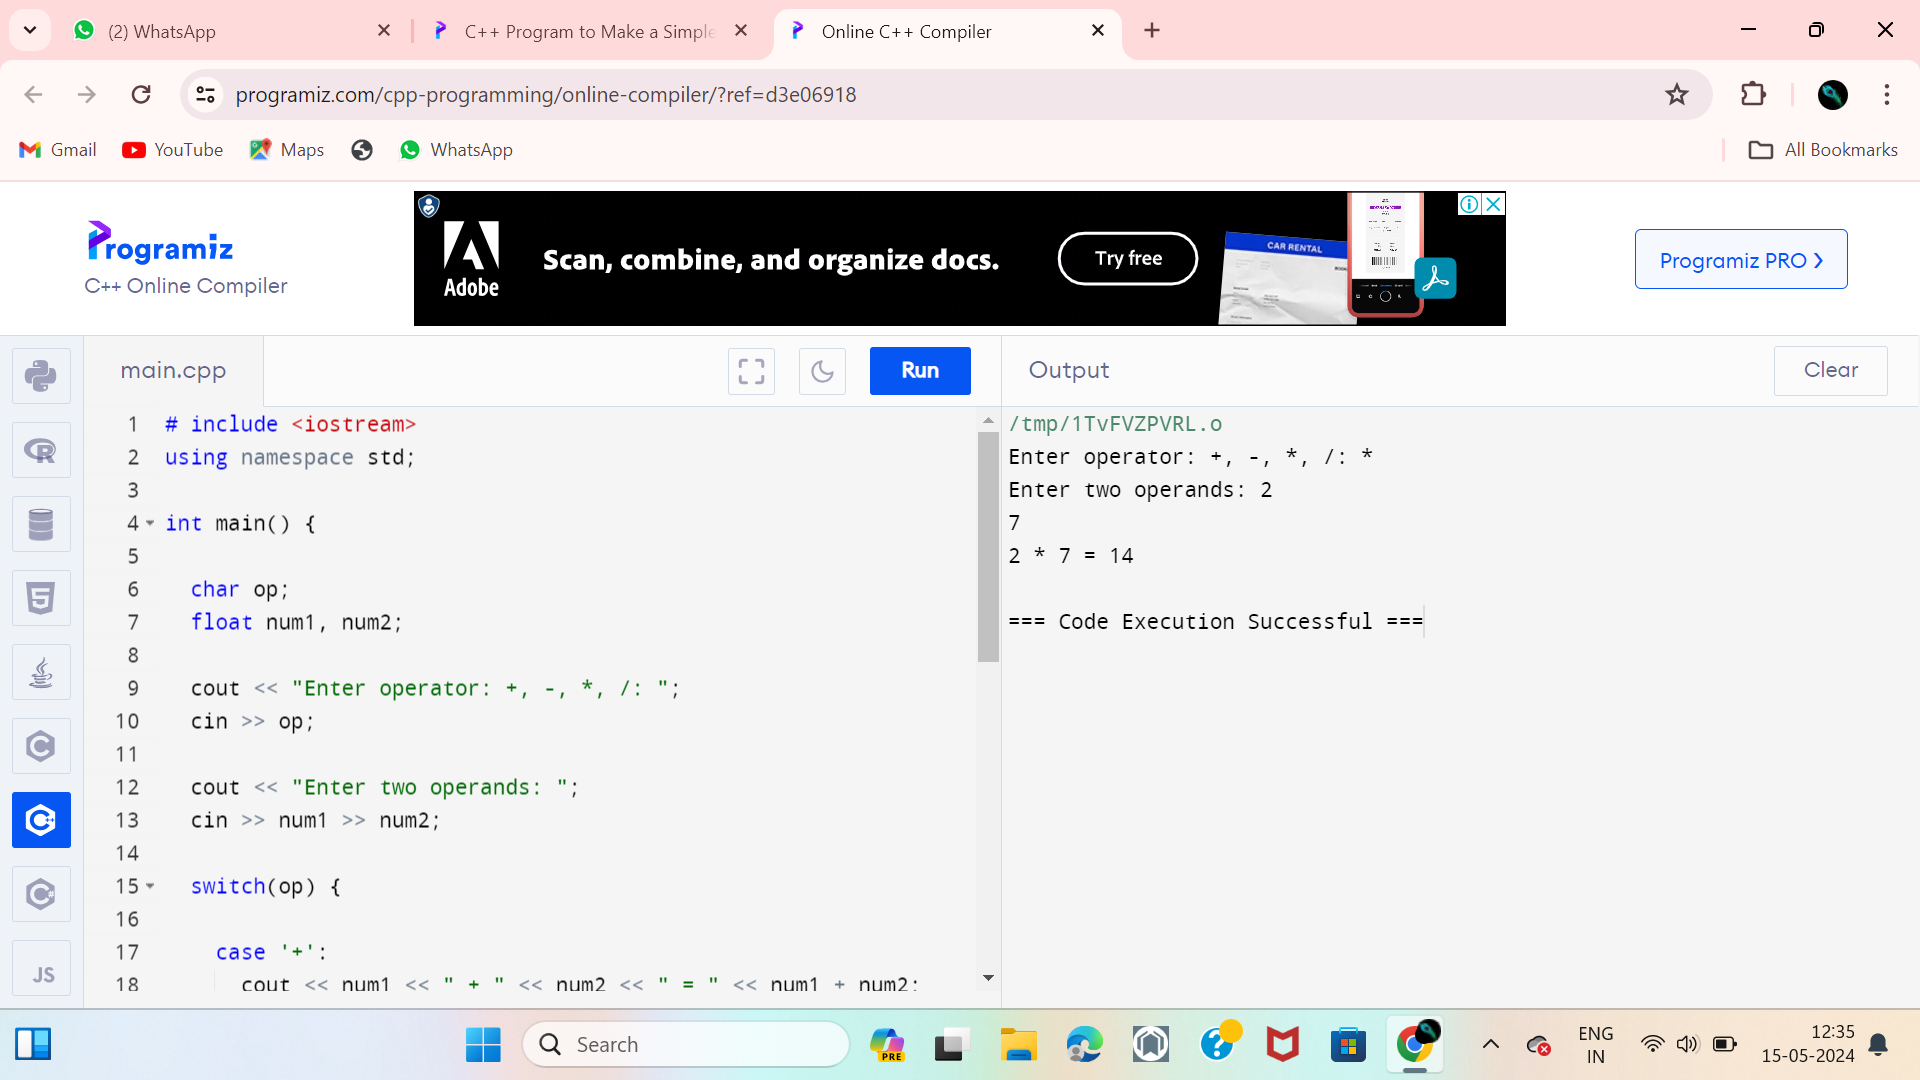 (2) WhatsApp
C++ Program to Make a Simple
Online C++ Compiler
programiz.com/cpp-programming/online-compiler/?ref=d3e06918
Gmail
YouTube
Maps
WhatsApp
All Bookmarks
Programiz
C++ Online Compiler
Adobe
Scan, combine, and organize docs.
Try free
CAR RENTAL
Programiz PRO
main.cpp
Run
Output
Clear
1 # include <iostream>
2 using namespace std;
3
4 int main() {
5
6 char op;
7 float num1, num2;
8
9 cout << "Enter operator: +, -, *, /: ";
10 cin >> op;
11
12 cout << "Enter two operands: ";
13 cin >> num1 >> num2;
14
15 switch(op) {
16
17 case '+':
18 cout << num1 << " + " << num2 << " = " << num1 + num2;
/tmp/1TvFVZPVRL.o
Enter operator: +, -, *, /: *
Enter two operands: 2
7
2 * 7 = 14
=== Code Execution Successful ===
JS
Search
PRE
ENG
IN
12:35
15-05-2024